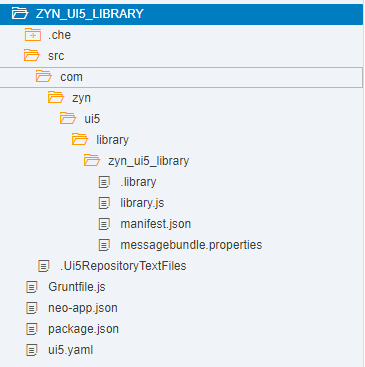 ZYN_UI5_LIBRARY
.che
src
com
zyn
ui5
library
zyn_ui5_library
.library
library.js
manifest.json
messagebundle.properties
.Ui5RepositoryTextFiles
Gruntfile.js
neo-app.json
package.json
ui5.yaml